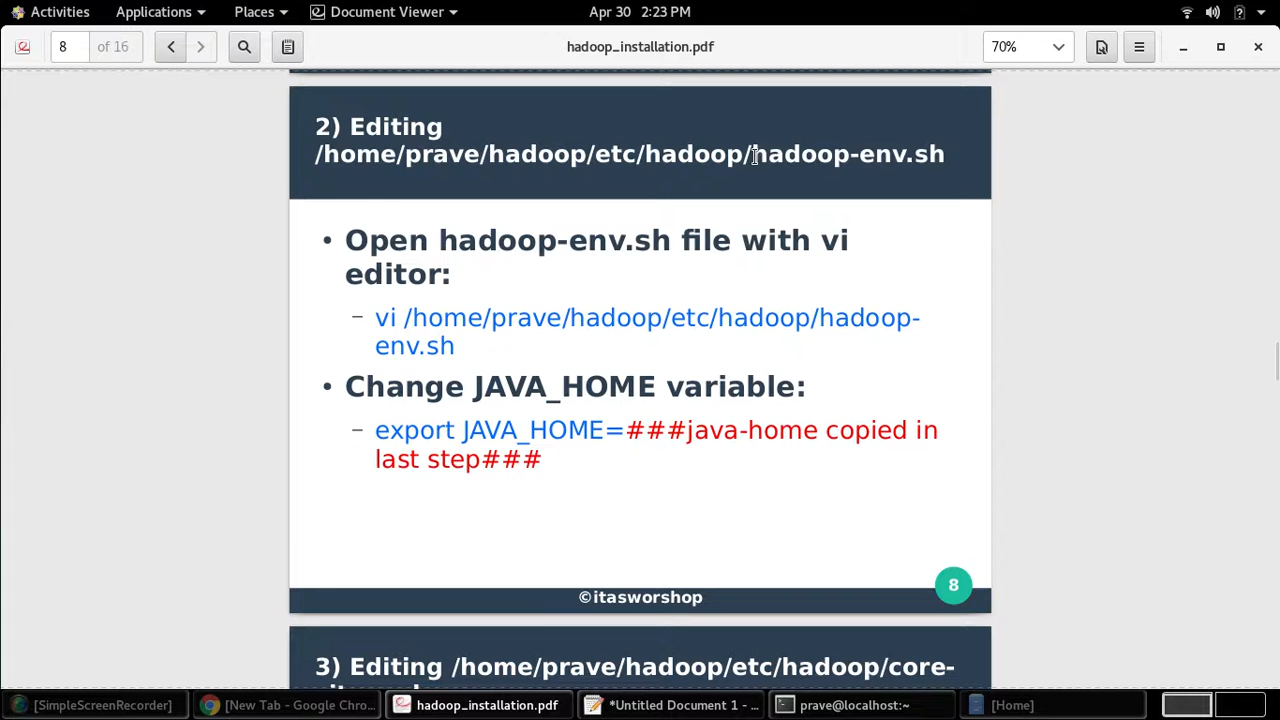 Activities
Applications
Places
Document Viewer
Apr 30 2:23 PM
8
of 16
hadoop_installation.pdf
70%
2) Editing
/home/prave/hadoop/etc/hadoop/hadoop-env.sh
• Open hadoop-env.sh file with vi
editor:
– vi /home/prave/hadoop/etc/hadoop/hadoop-
env.sh
• Change JAVA_HOME variable:
– export JAVA_HOME=###java-home copied in
last step###
8
©itasworshop
3) Editing /home/prave/hadoop/etc/hadoop/core-
[SimpleScreenRecorder]
[New Tab - Google Chro...
hadoop_installation.pdf
*Untitled Document 1 - ...
prave@localhost:~
[Home]